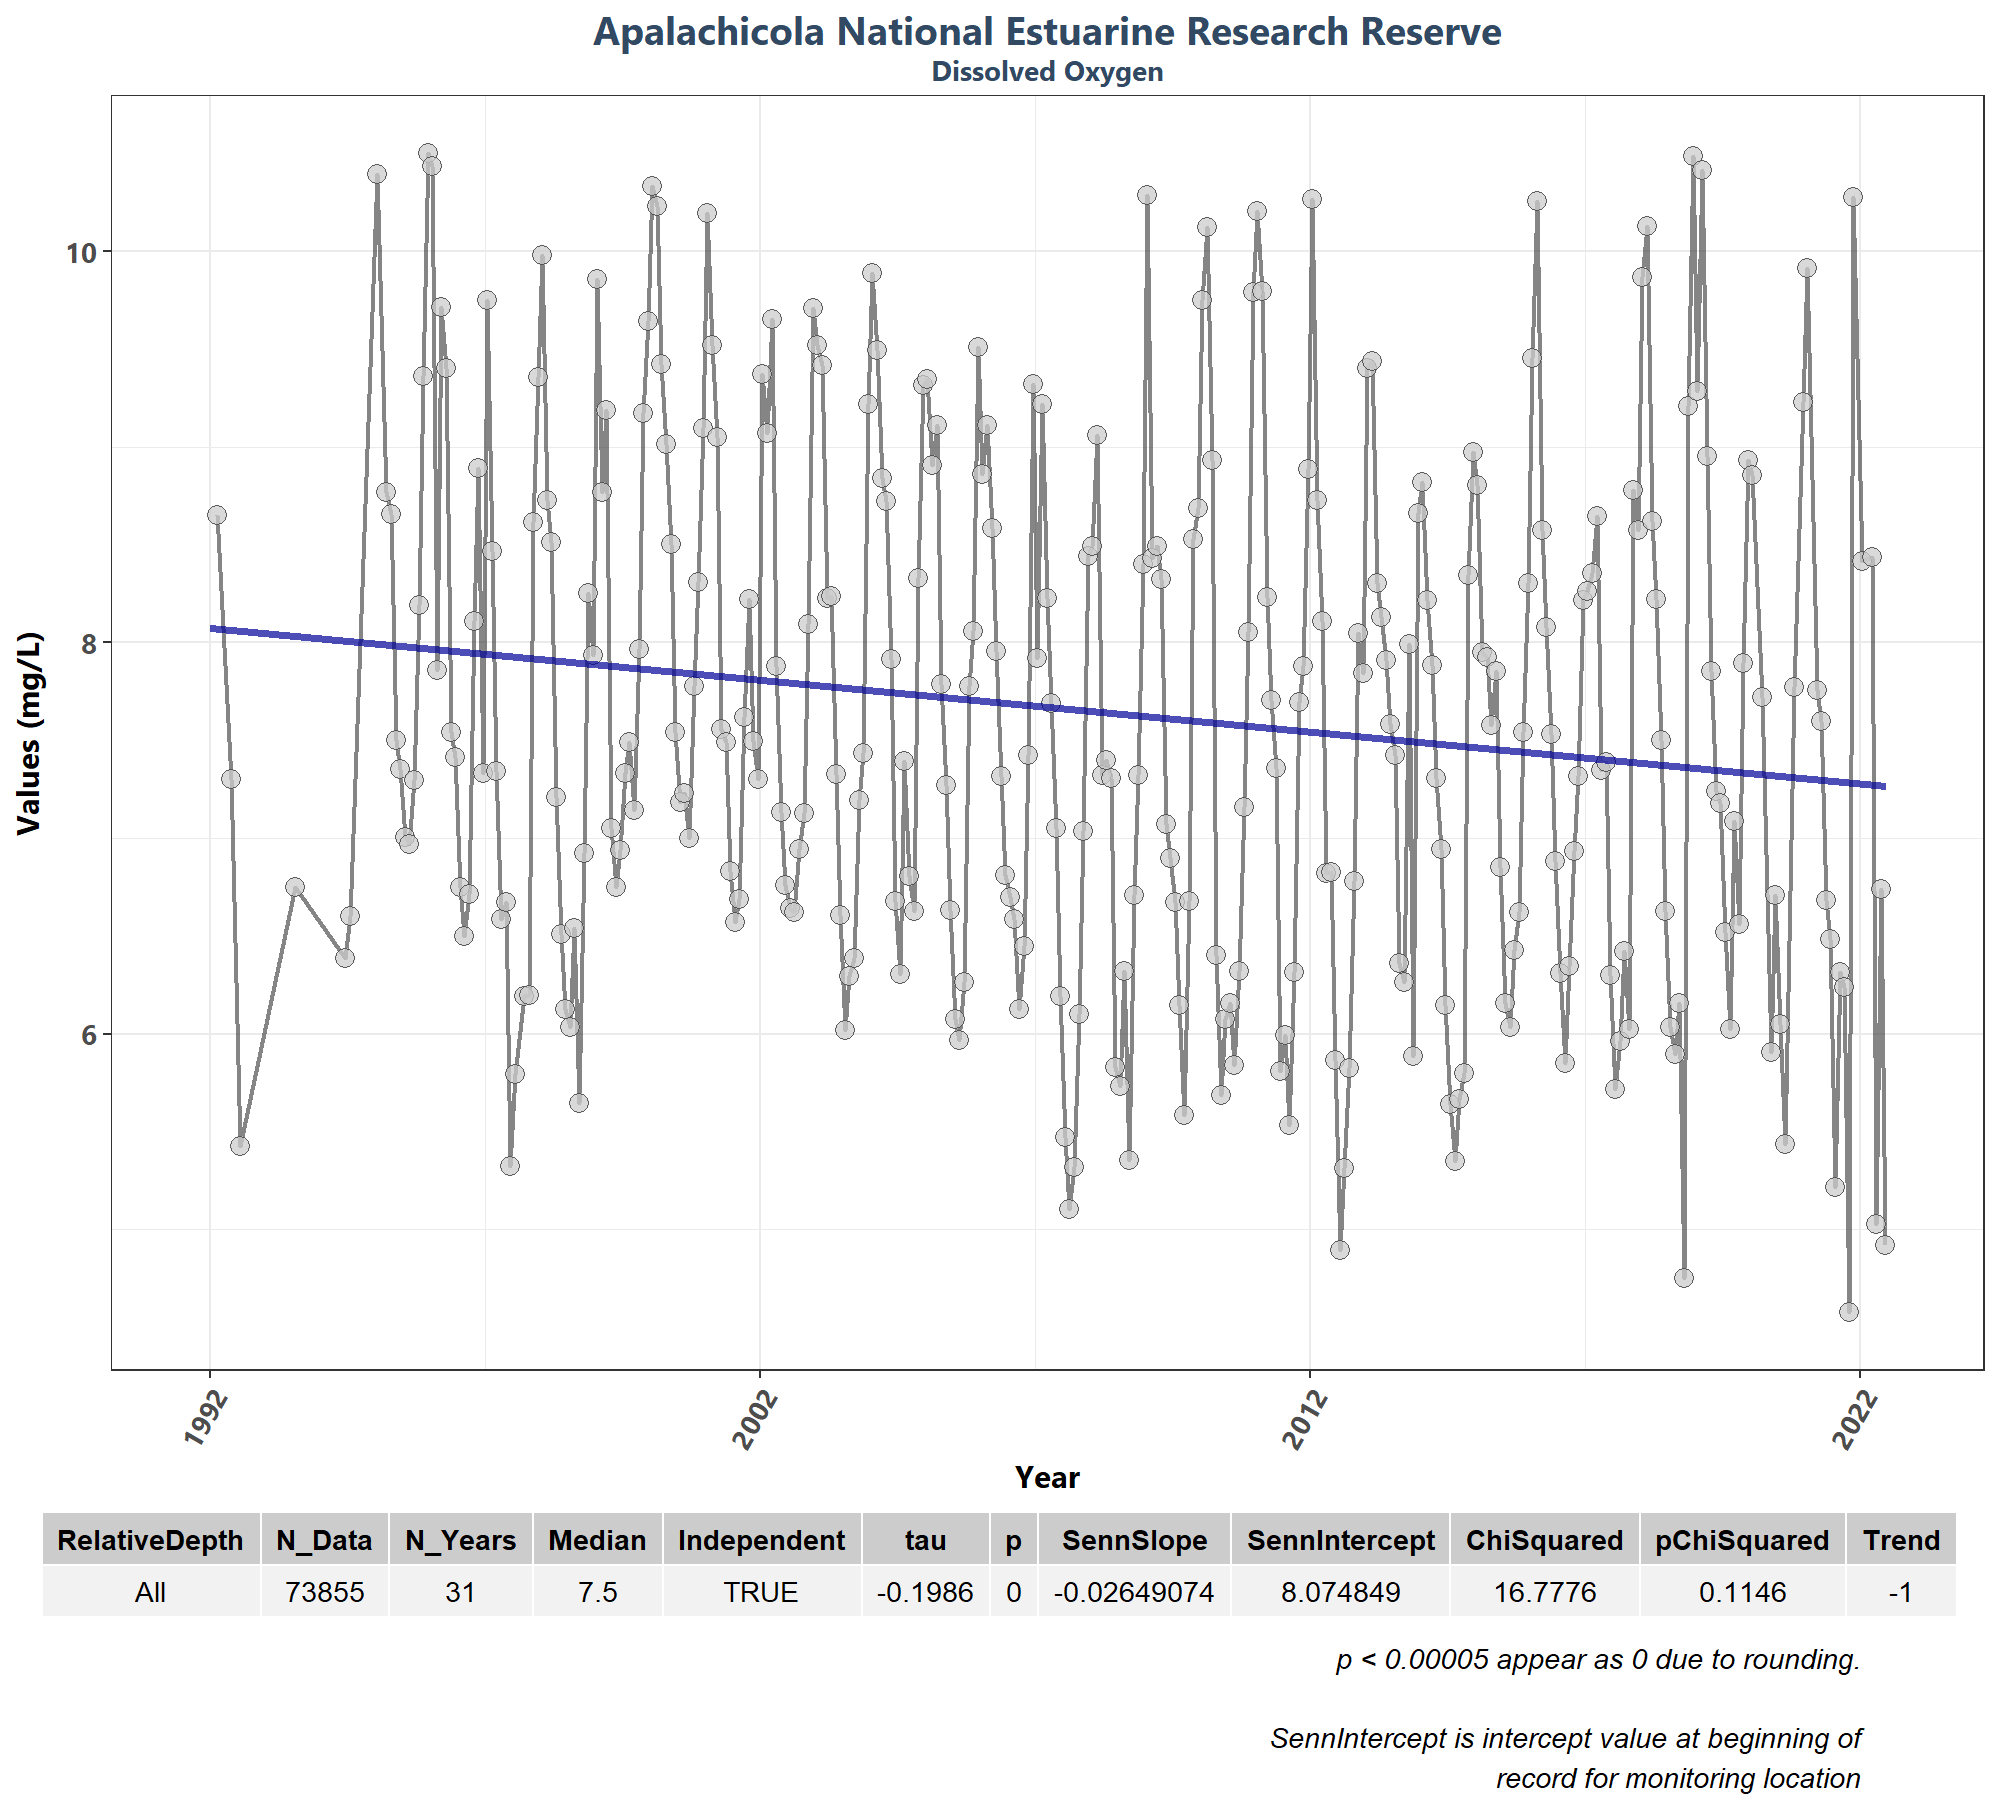 Apalachicola National Estuarine Research Reserve
Dissolved Oxygen
10
8
6
Values (mg/L)
1992 2002 2012 2022
Year
RelativeDepth N_Data N_Years Median Independent tau p SennSlope SennIntercept ChiSquared pChiSquared Trend
All 73855 31 7.5 TRUE -0.1986 0 -0.02649074 8.074849 16.7776 0.1146 -1
p < 0.00005 appear as 0 due to rounding.
SennIntercept is intercept value at beginning of
record for monitoring location